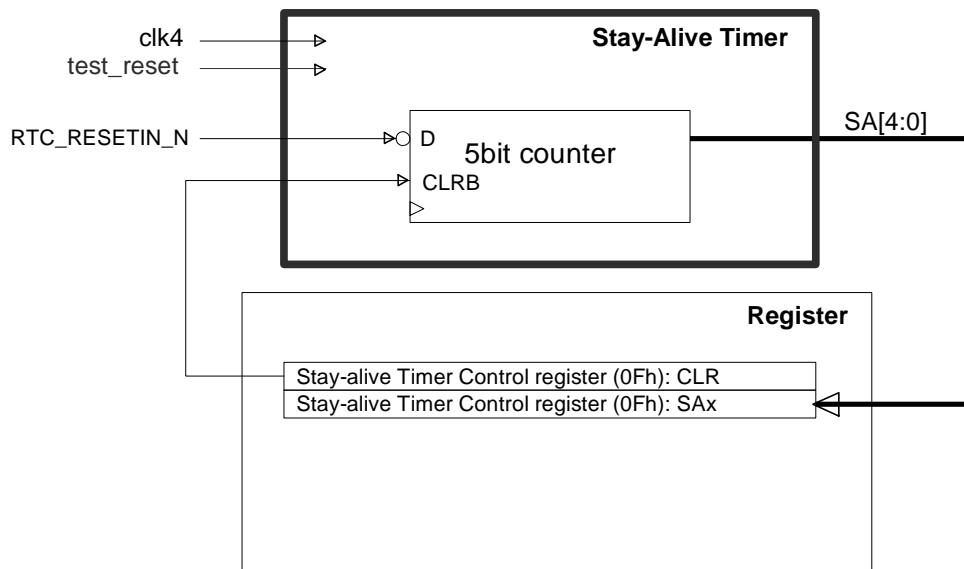 clk4
Stay-Alive Timer
test_reset
SA[4:0]
RTC_RESETIN_N
D
5bit counter
CLRB
Register
Stay-alive Timer Control register (0Fh): CLR
Stay-alive Timer Control register (0Fh): SAx